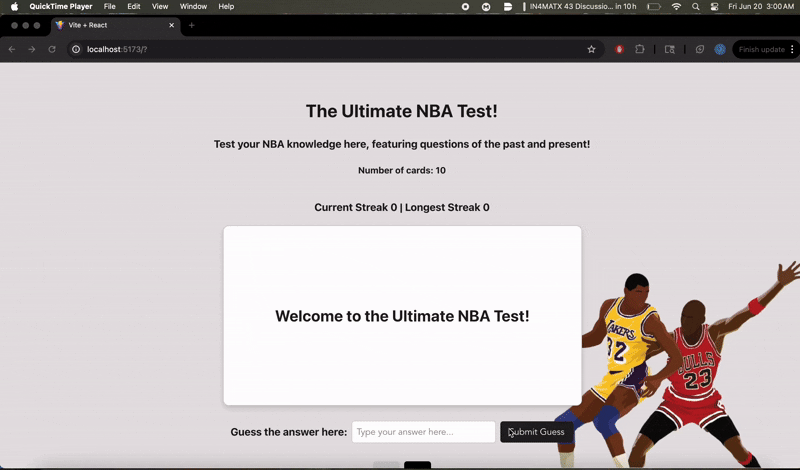 QuickTime Player File Edit View Window Help IN4MATX 43 Discussio... in 10 h Fri Jun 20 3:00 AM
Vite + React
localhost:5173/? Finish update
The Ultimate NBA Test!
Test your NBA knowledge here, featuring questions of the past and present!
Number of cards: 10
Current Streak 0 | Longest Streak 0
Welcome to the Ultimate NBA Test!
LAKERS
32
BULLS
23
Guess the answer here: Type your answer here... Submit Guess